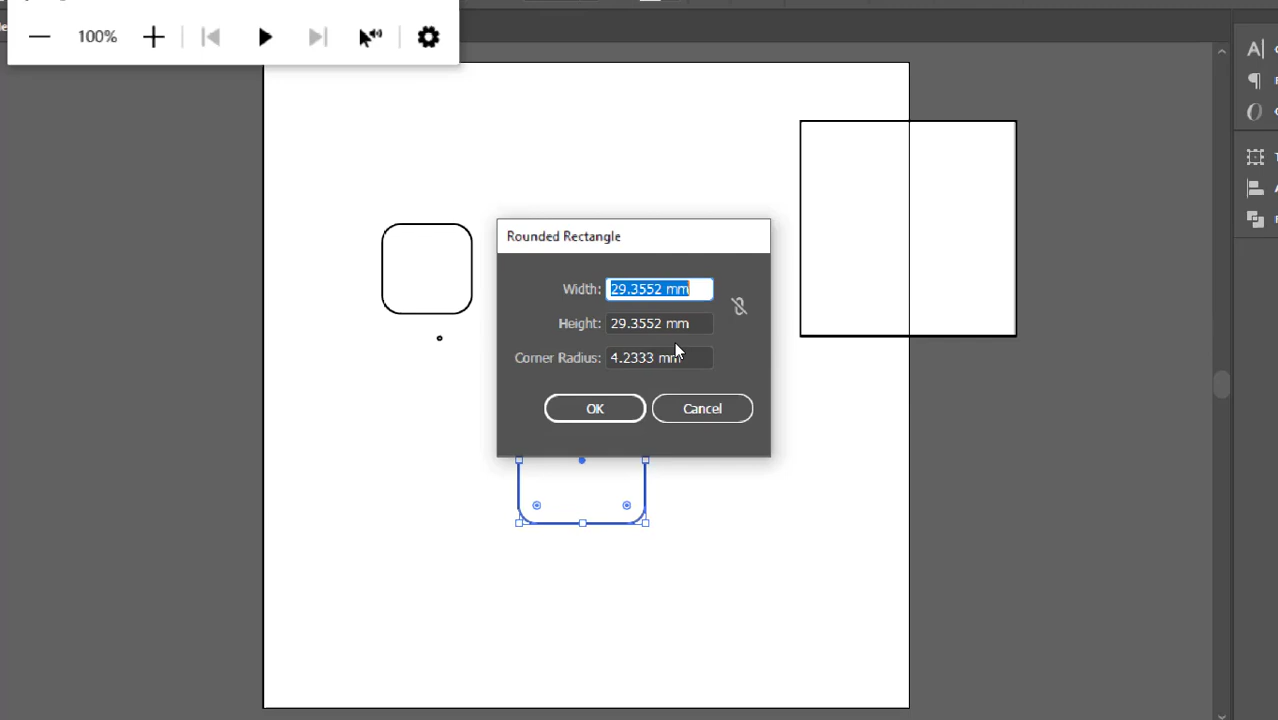 100%
Rounded Rectangle
Width: 29.3552 mm
Height: 29.3552 mm
Corner Radius: 4.2333 mm
OK Cancel